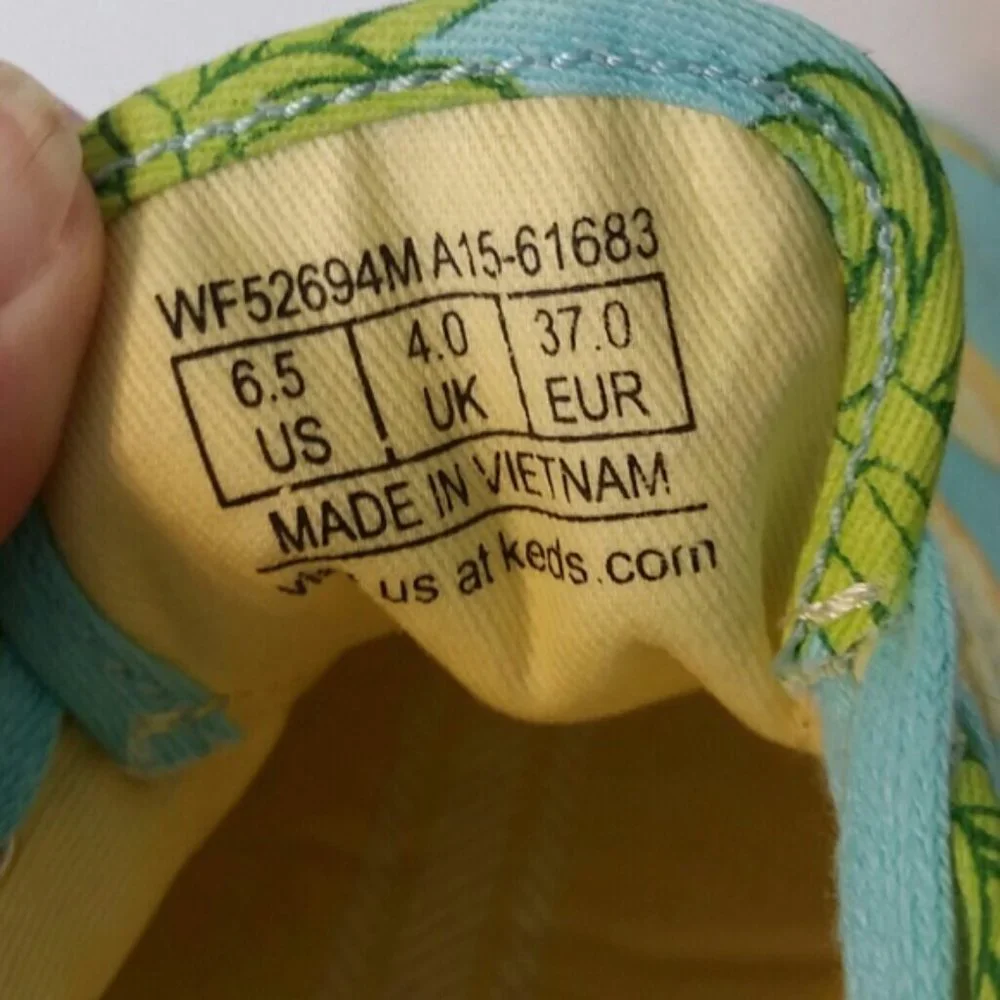 WF52694M A15-61683
6.5 4.0 37.0
US UK EUR
MADE IN VIETNAM
us at keds.com